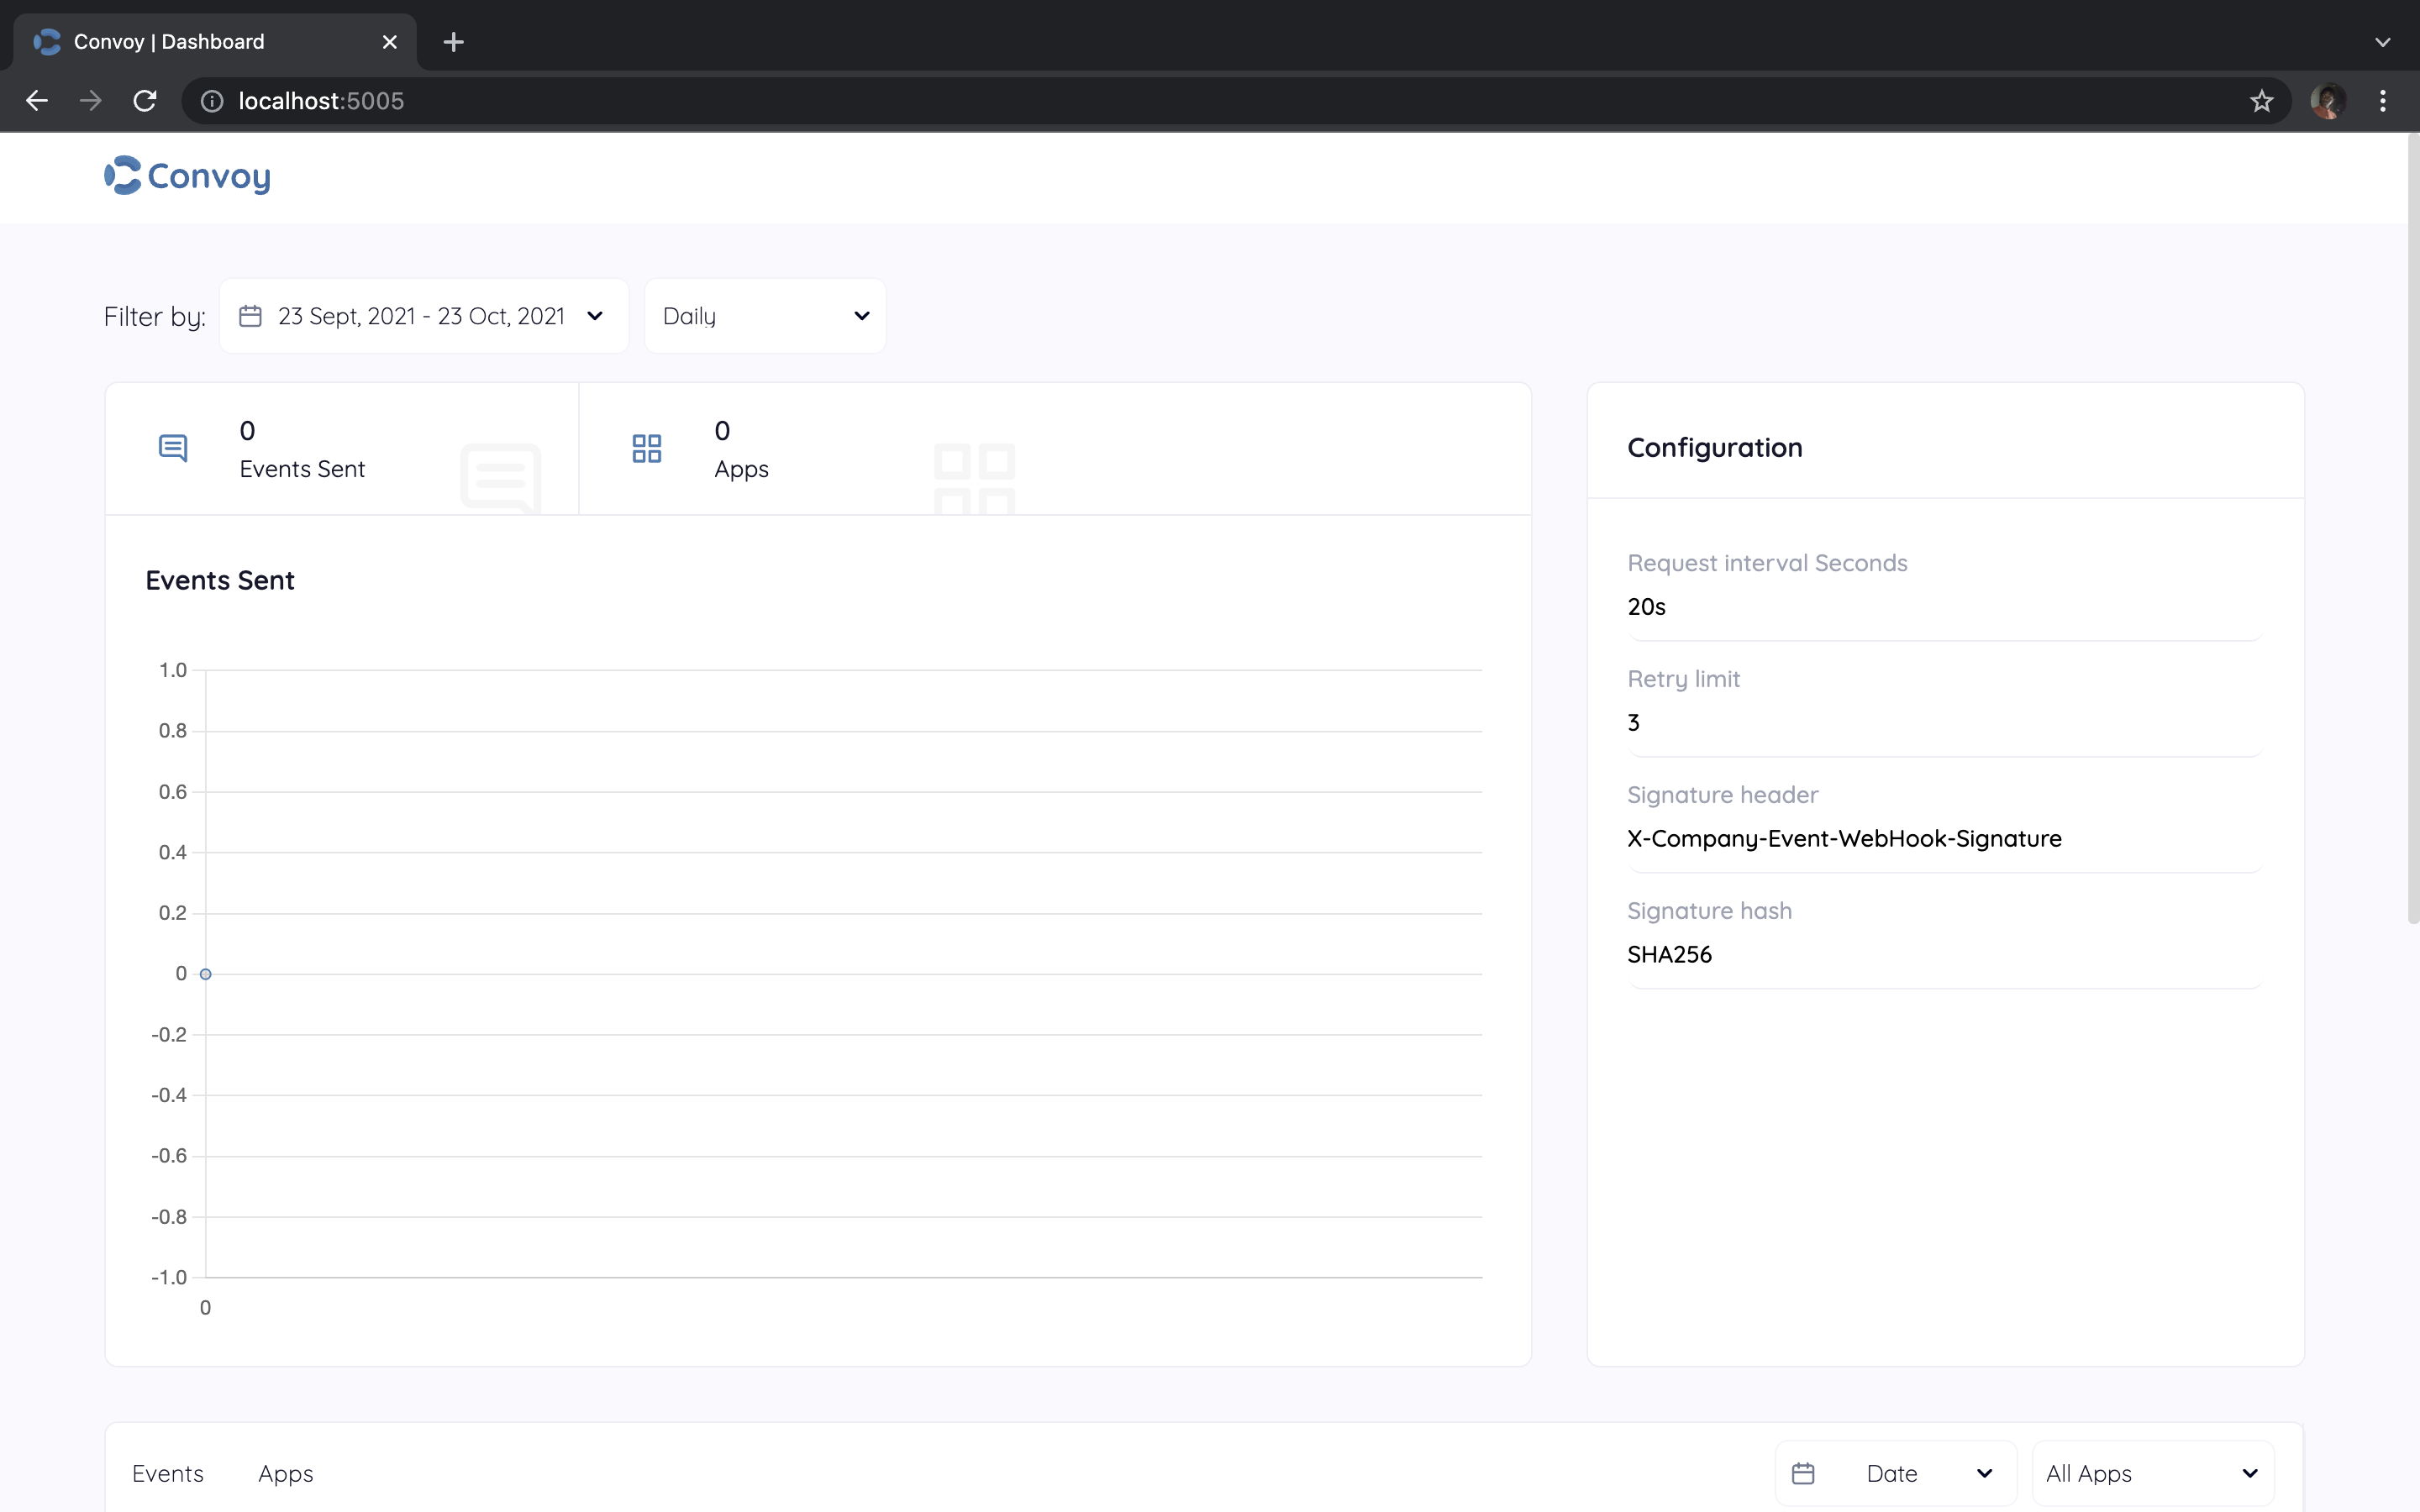 Convoy | Dashboard
localhost:5005
Convoy
Filter by:
23 Sept, 2021 - 23 Oct, 2021
Daily
0
Events Sent
0
Apps
Events Sent
1.0
0.8
0.6
0.4
0.2
0
-0.2
-0.4
-0.6
-0.8
-1.0
0
Configuration
Request interval Seconds
20s
Retry limit
3
Signature header
X-Company-Event-WebHook-Signature
Signature hash
SHA256
Events
Apps
Date
All Apps